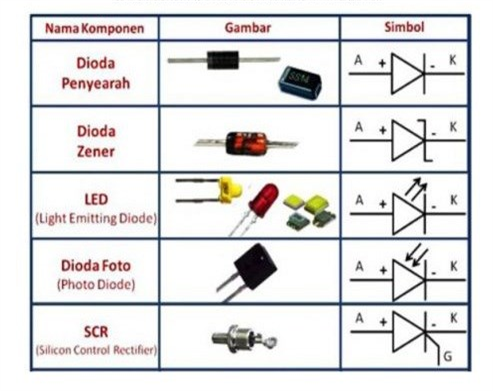 Nama Komponen Gambar Simbol
Dioda
Penyearah
SS14
A + - K
Dioda
Zener
A + - K
LED
(Light Emitting Diode)
A + - K
Dioda Foto
(Photo Diode)
A + - K
SCR
(Silicon Control Rectifier)
A + - K
G